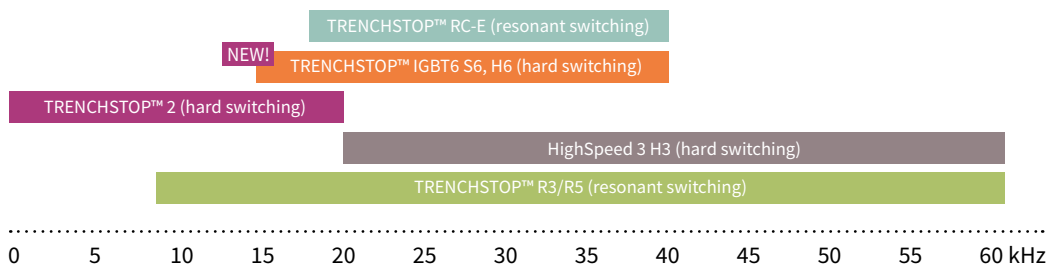 TRENCHSTOP™ RC-E (resonant switching)
NEW!
TRENCHSTOP™ IGBT6 S6, H6 (hard switching)
TRENCHSTOP™ 2 (hard switching)
HighSpeed 3 H3 (hard switching)
TRENCHSTOP™ R3/R5 (resonant switching)
0 5 10 15 20 25 30 35 40 45 50 55 60 kHz